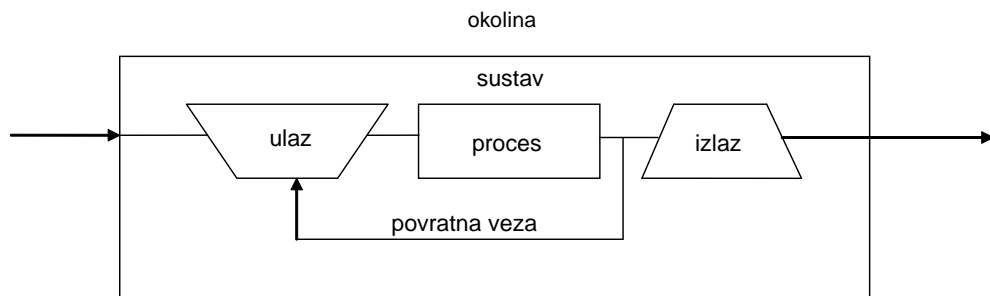 okolina
sustav
ulaz
proces
izlaz
povratna veza